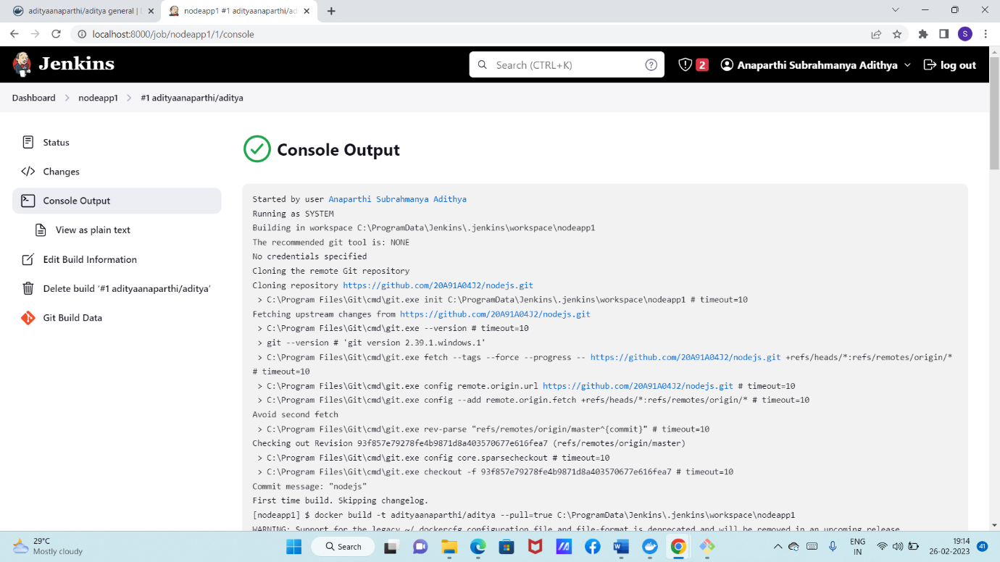 adityaanaparthi/aditya general |
nodeapp1 #1 adityaanaparthi/ad
localhost:8000/job/nodeapp1/1/console
S
Jenkins
Search (CTRL+K)
?
2
Anaparthi Subrahmanya Adithya
log out
Dashboard
nodeapp1
#1 adityaanaparthi/aditya
Status
Changes
Console Output
View as plain text
Edit Build Information
Delete build ‘#1 adityaanaparthi/aditya’
Git Build Data
Console Output
Started by user Anaparthi Subrahmanya Adithya
Running as SYSTEM
Building in workspace C:\ProgramData\Jenkins\.jenkins\workspace\nodeapp1
The recommended git tool is: NONE
No credentials specified
Cloning the remote Git repository
Cloning repository https://github.com/20A91A04J2/nodejs.git
> C:\Program Files\Git\cmd\git.exe init C:\ProgramData\Jenkins\.jenkins\workspace\nodeapp1 # timeout=10
Fetching upstream changes from https://github.com/20A91A04J2/nodejs.git
> C:\Program Files\Git\cmd\git.exe --version # timeout=10
> git --version # 'git version 2.39.1.windows.1'
> C:\Program Files\Git\cmd\git.exe fetch --tags --force --progress -- https://github.com/20A91A04J2/nodejs.git +refs/heads/*:refs/remotes/origin/*
# timeout=10
> C:\Program Files\Git\cmd\git.exe config remote.origin.url https://github.com/20A91A04J2/nodejs.git # timeout=10
> C:\Program Files\Git\cmd\git.exe config --add remote.origin.fetch +refs/heads/*:refs/remotes/origin/* # timeout=10
Avoid second fetch
> C:\Program Files\Git\cmd\git.exe rev-parse "refs/remotes/origin/master^{commit}" # timeout=10
Checking out Revision 93f857e79278fe4b9871d8a403570677e616fea7 (refs/remotes/origin/master)
> C:\Program Files\Git\cmd\git.exe config core.sparsecheckout # timeout=10
> C:\Program Files\Git\cmd\git.exe checkout -f 93f857e79278fe4b9871d8a403570677e616fea7 # timeout=10
Commit message: "nodejs"
First time build. Skipping changelog.
[nodeapp1] $ docker build -t adityaanaparthi/aditya --pull=true C:\ProgramData\Jenkins\.jenkins\workspace\nodeapp1
WARNING: Support for the legacy ~/.dockercfg configuration file and file-format is deprecated and will be removed in an upcoming release
29°C
Mostly cloudy
Search
ENG
IN
19:14
26-02-2023
41